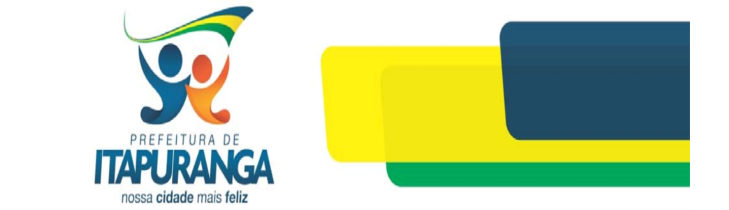 PREFEITURA DE
ITAPURANGA
nossa cidade mais feliz